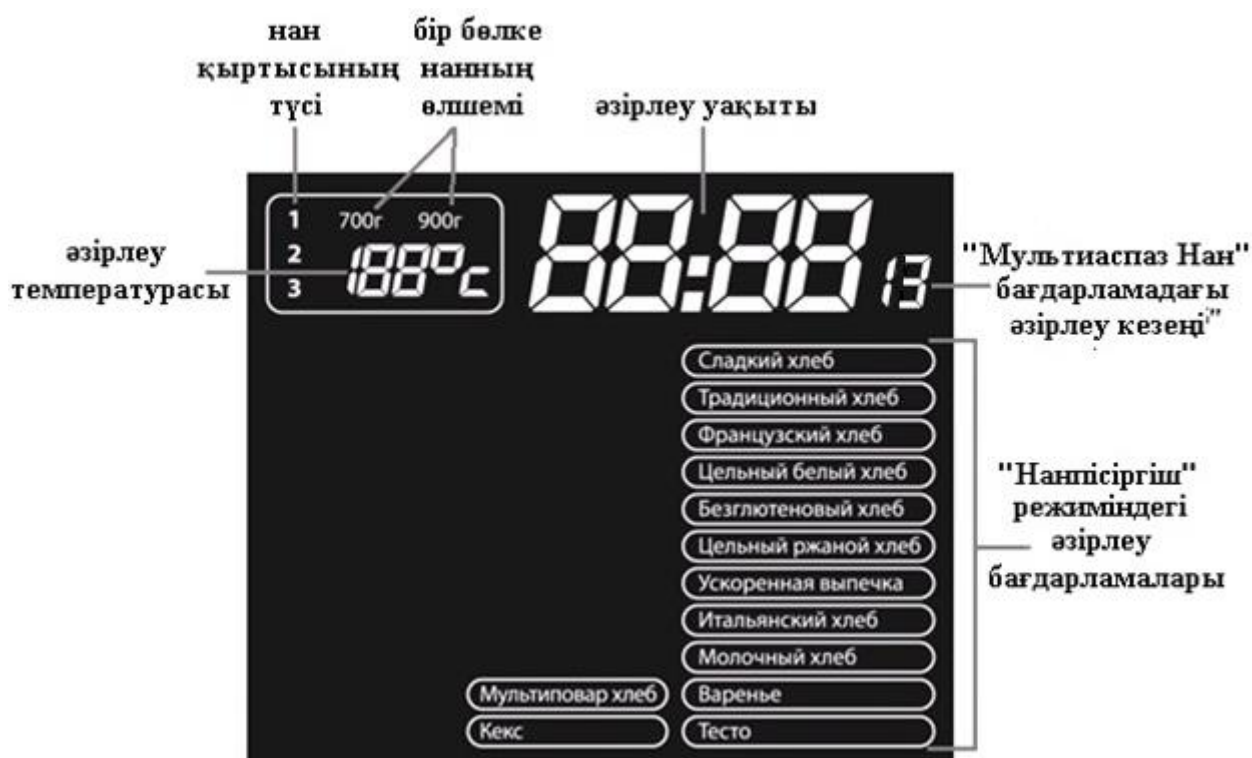 нан
қыртысының
түсі
бір бөлке
нанның
өлшемі
әзірлеу уақыты
1
2
3
700г 900г
188°C
88:88
13
әзірлеу
температурасы
"Мультиаспаз Нан"
бағдарламадағы
әзірлеу кезеңі"
Сладкий хлеб
Традиционный хлеб
Французский хлеб
Цельный белый хлеб
Безглютеновый хлеб
Цельный ржаной хлеб
Ускоренная выпечка
Итальянский хлеб
Молочный хлеб
Мультиповар хлеб
Варенье
Кекс
Тесто
"Нанпісіргіш"
режиміндегі
әзірлеу
бағдарламалары